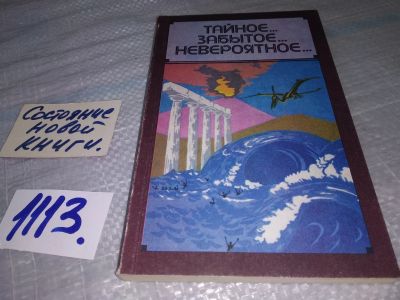 ТАЙНОЕ...
ЗАБЫТОЕ...
НЕВЕРОЯТНОЕ...
Состояние
новой
книги.
1113.